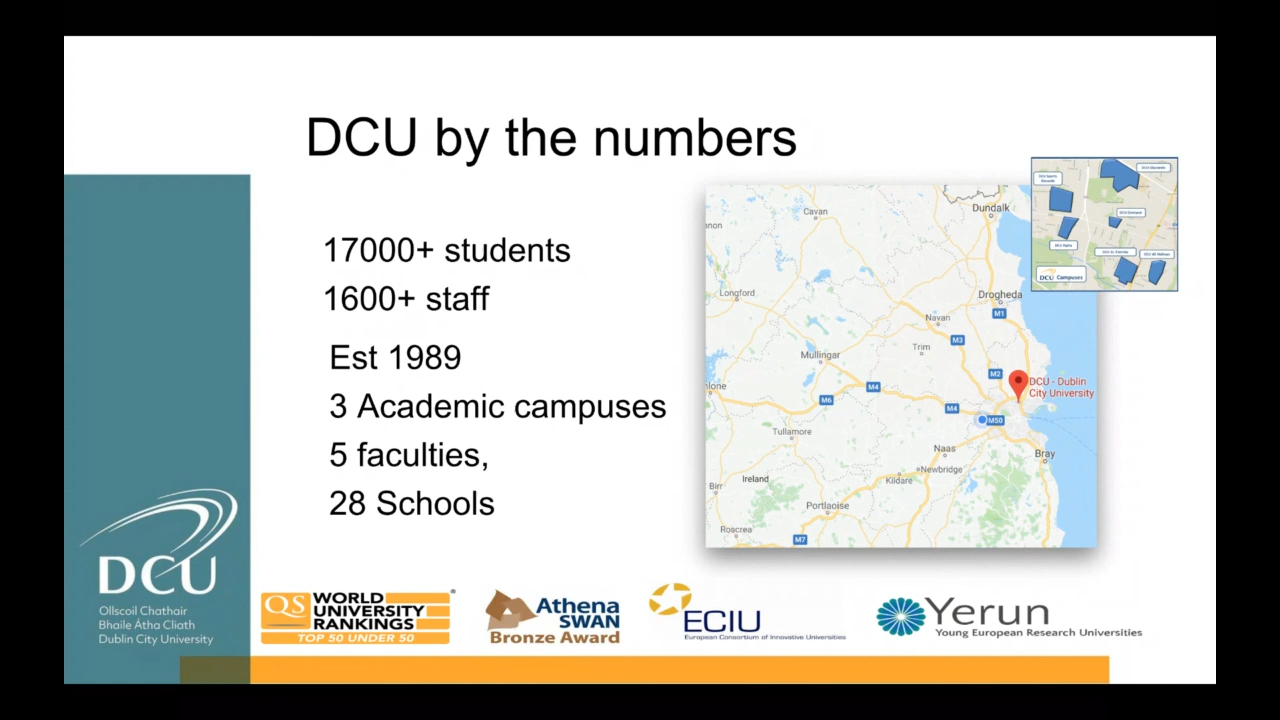 DCU by the numbers
17000+ students
1600+ staff
Est 1989
3 Academic campuses
5 faculties,
28 Schools
Dundalk
Cavan
Longford
Drogheda
M1
Navan
M3
Trim
Mullingar
M2
DCU - Dublin
City University
M4
M6
M4
M50
Tullamore
Naas
Bray
Newbridge
Ireland
Kildare
Birr
Portlaoise
Roscrea
M7
DCU Campuses
DCU
Ollscoil Chathair
Bhaile Átha Cliath
Dublin City University
QS WORLD
UNIVERSITY
RANKINGS
TOP 50 UNDER 50
Athena
SWAN
Bronze Award
ECIU
European Consortium of Innovative Universities
Yerun
Young European Research Universities